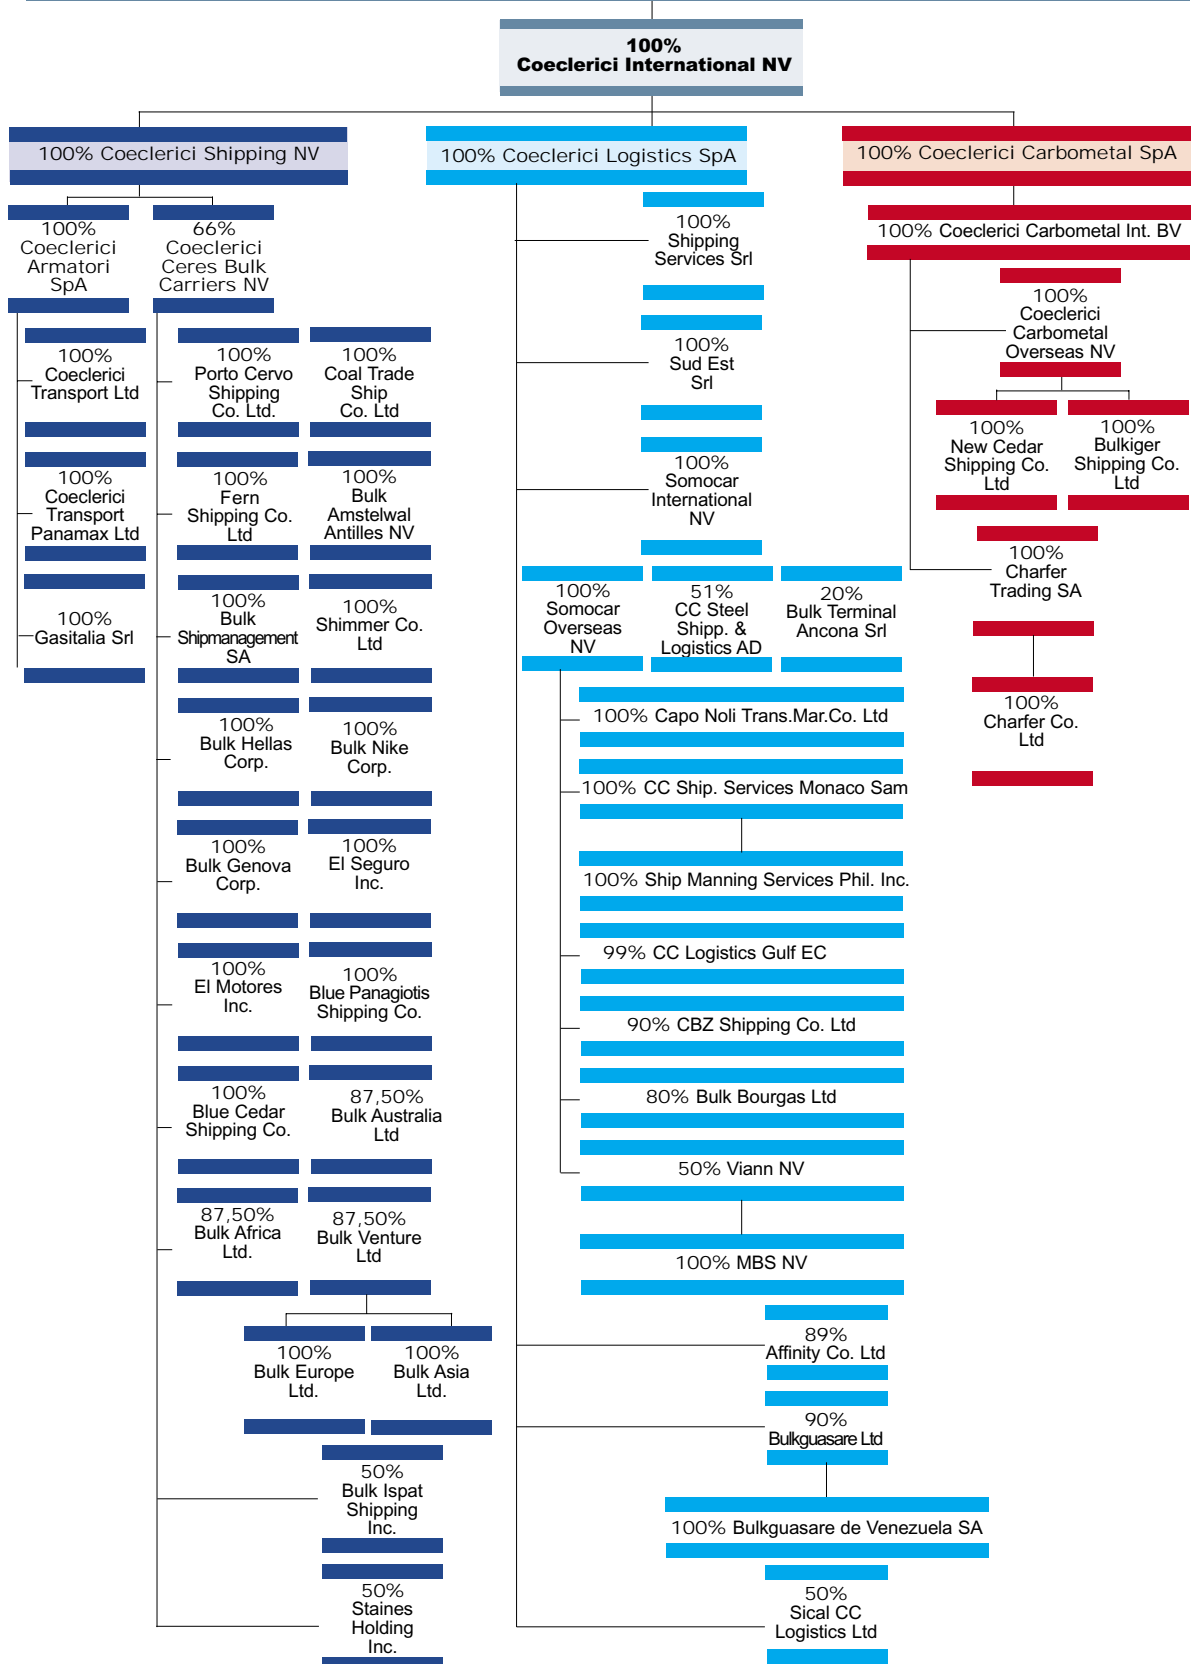 100%
Coeclerici International NV
100% Coeclerici Shipping NV
100% Coeclerici Logistics SpA
100% Coeclerici Carbometal SpA
100%
Coeclerici
Armatori
SpA
66%
Coeclerici
Ceres Bulk
Carriers NV
100%
Coeclerici
Transport Ltd
100%
Coeclerici
Transport
Panamax Ltd
100%
Gasitalia Srl
100%
Porto Cervo
Shipping
Co. Ltd.
100%
Coal Trade
Ship
Co. Ltd
100%
Fern
Shipping Co.
Ltd
100%
Bulk
Amstelwal
Antilles NV
100%
Bulk
Shipmanagement
SA
100%
Shimmer Co.
Ltd
100%
Bulk Hellas
Corp.
100%
Bulk Nike
Corp.
100%
Bulk Genova
Corp.
100%
El Seguro
Inc.
100%
El Motores
Inc.
100%
Blue Panagiotis
Shipping Co.
100%
Blue Cedar
Shipping Co.
87,50%
Bulk Australia
Ltd
87,50%
Bulk Africa
Ltd.
87,50%
Bulk Venture
Ltd
100%
Bulk Europe
Ltd.
100%
Bulk Asia
Ltd.
50%
Bulk Ispat
Shipping
Inc.
50%
Staines
Holding
Inc.
100%
Shipping
Services Srl
100%
Sud Est
Srl
100%
Somocar
International
NV
100%
Somocar
Overseas
NV
51%
CC Steel
Shipp. &
Logistics AD
20%
Bulk Terminal
Ancona Srl
100% Capo Noli Trans.Mar.Co. Ltd
100% CC Ship. Services Monaco Sam
100% Ship Manning Services Phil. Inc.
99% CC Logistics Gulf EC
90% CBZ Shipping Co. Ltd
80% Bulk Bourgas Ltd
50% Viann NV
100% MBS NV
89%
Affinity Co. Ltd
90%
Bulkguasare Ltd
100% Bulkguasare de Venezuela SA
50%
Sical CC
Logistics Ltd
100% Coeclerici Carbometal Int. BV
100%
Coeclerici
Carbometal
Overseas NV
100%
New Cedar
Shipping Co.
Ltd
100%
Bulkiger
Shipping Co.
Ltd
100%
Charfer
Trading SA
100%
Charfer Co.
Ltd